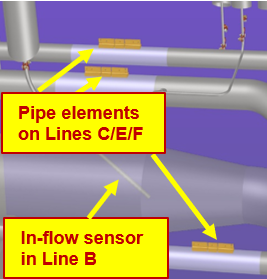 Pipe elements
on Lines C/E/F
In-flow sensor
in Line B